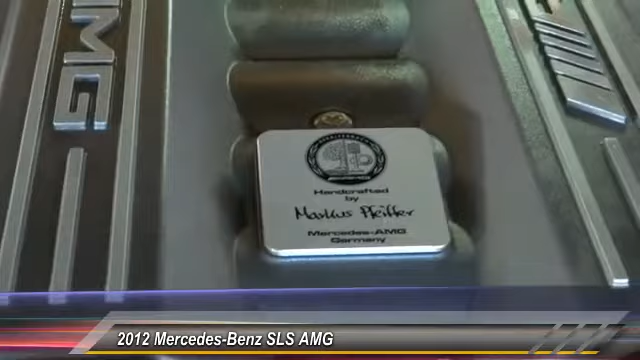 AMG
Handcrafted
by
Markus Pfeiffer
Mercedes-AMG
Germany
2012 Mercedes-Benz SLS AMG